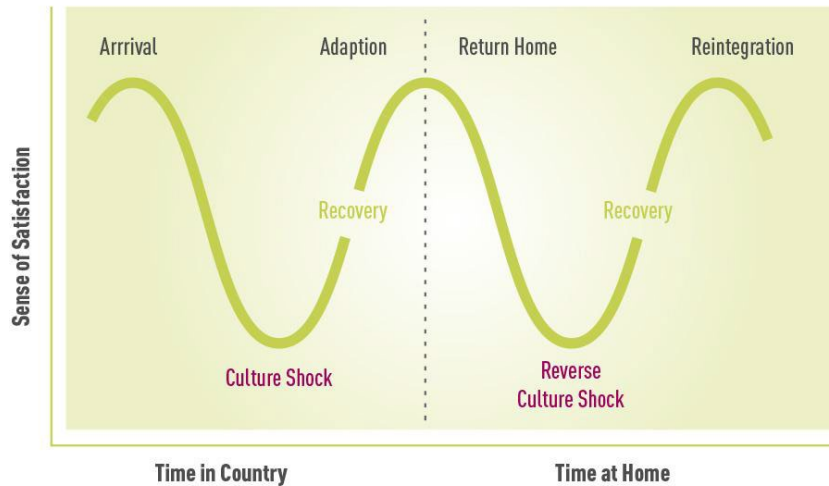 Arrrival
Adaption
Return Home
Reintegration
Sense of Satisfaction
Recovery
Recovery
Culture Shock
Reverse
Culture Shock
Time in Country
Time at Home